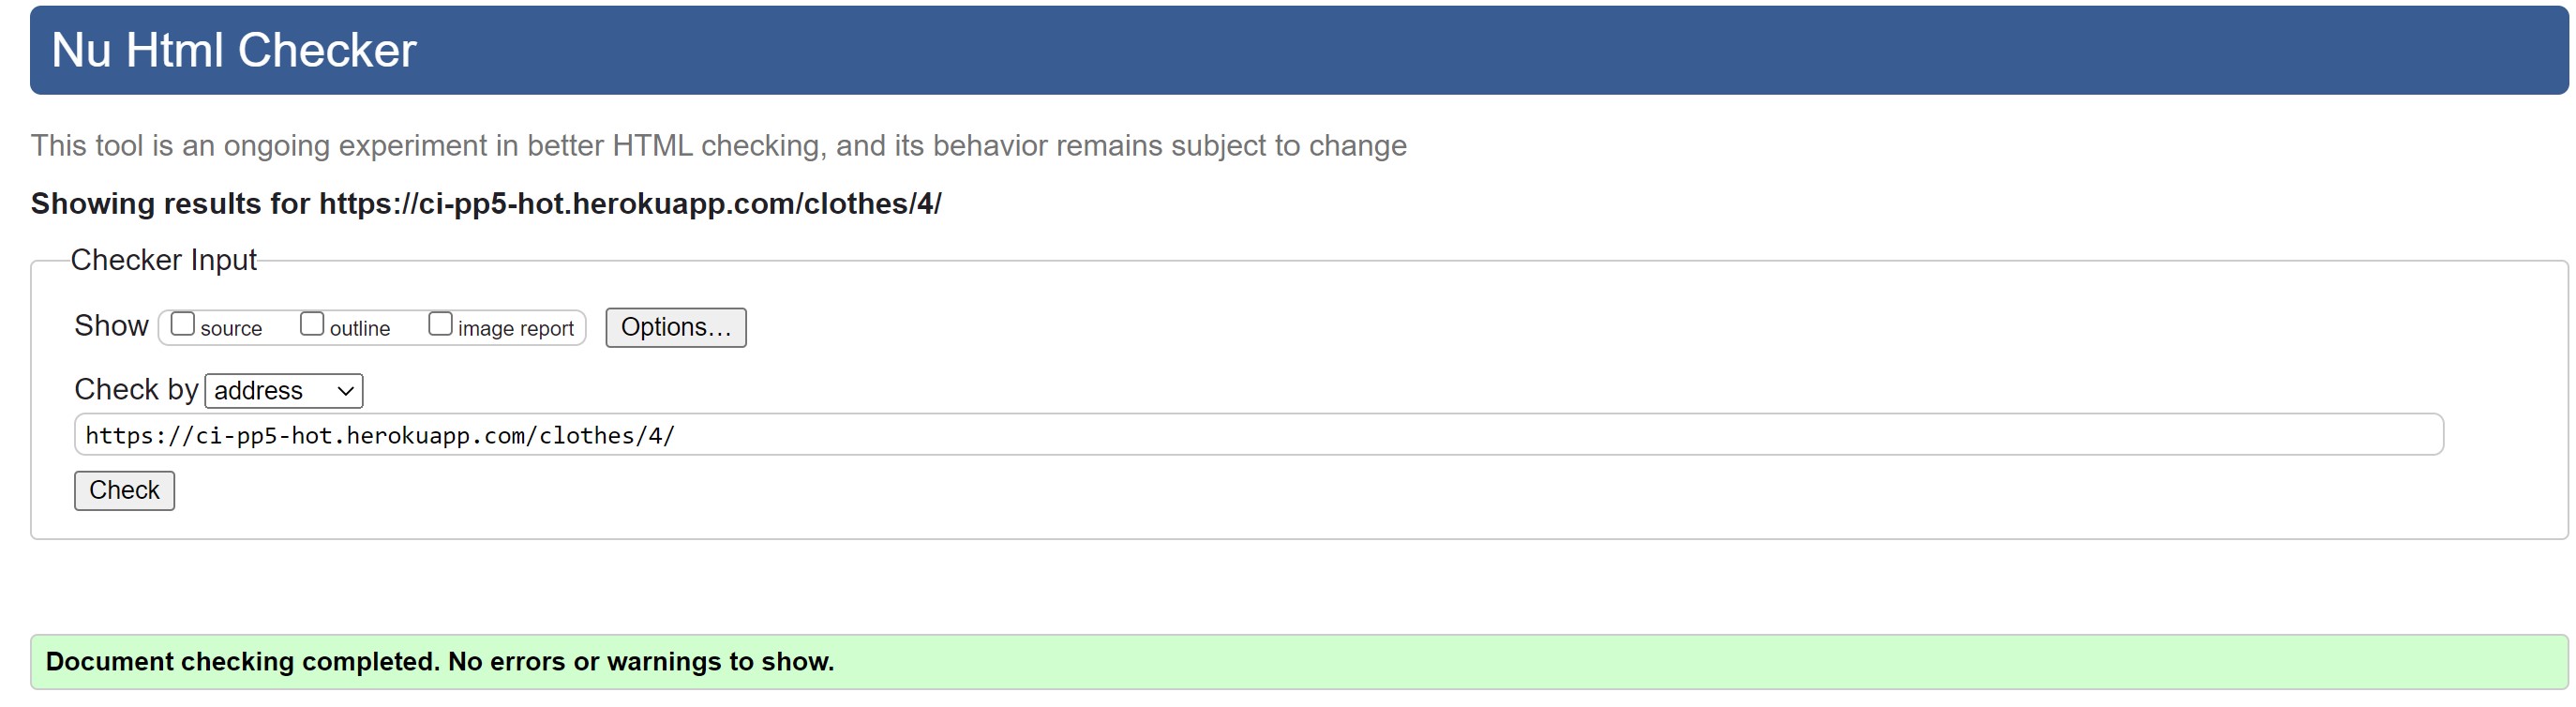 Nu Html Checker
This tool is an ongoing experiment in better HTML checking, and its behavior remains subject to change
Showing results for https://ci-pp5-hot.herokuapp.com/clothes/4/
Checker Input
Show source outline image report Options...
Check by address
https://ci-pp5-hot.herokuapp.com/clothes/4/
Check
Document checking completed. No errors or warnings to show.